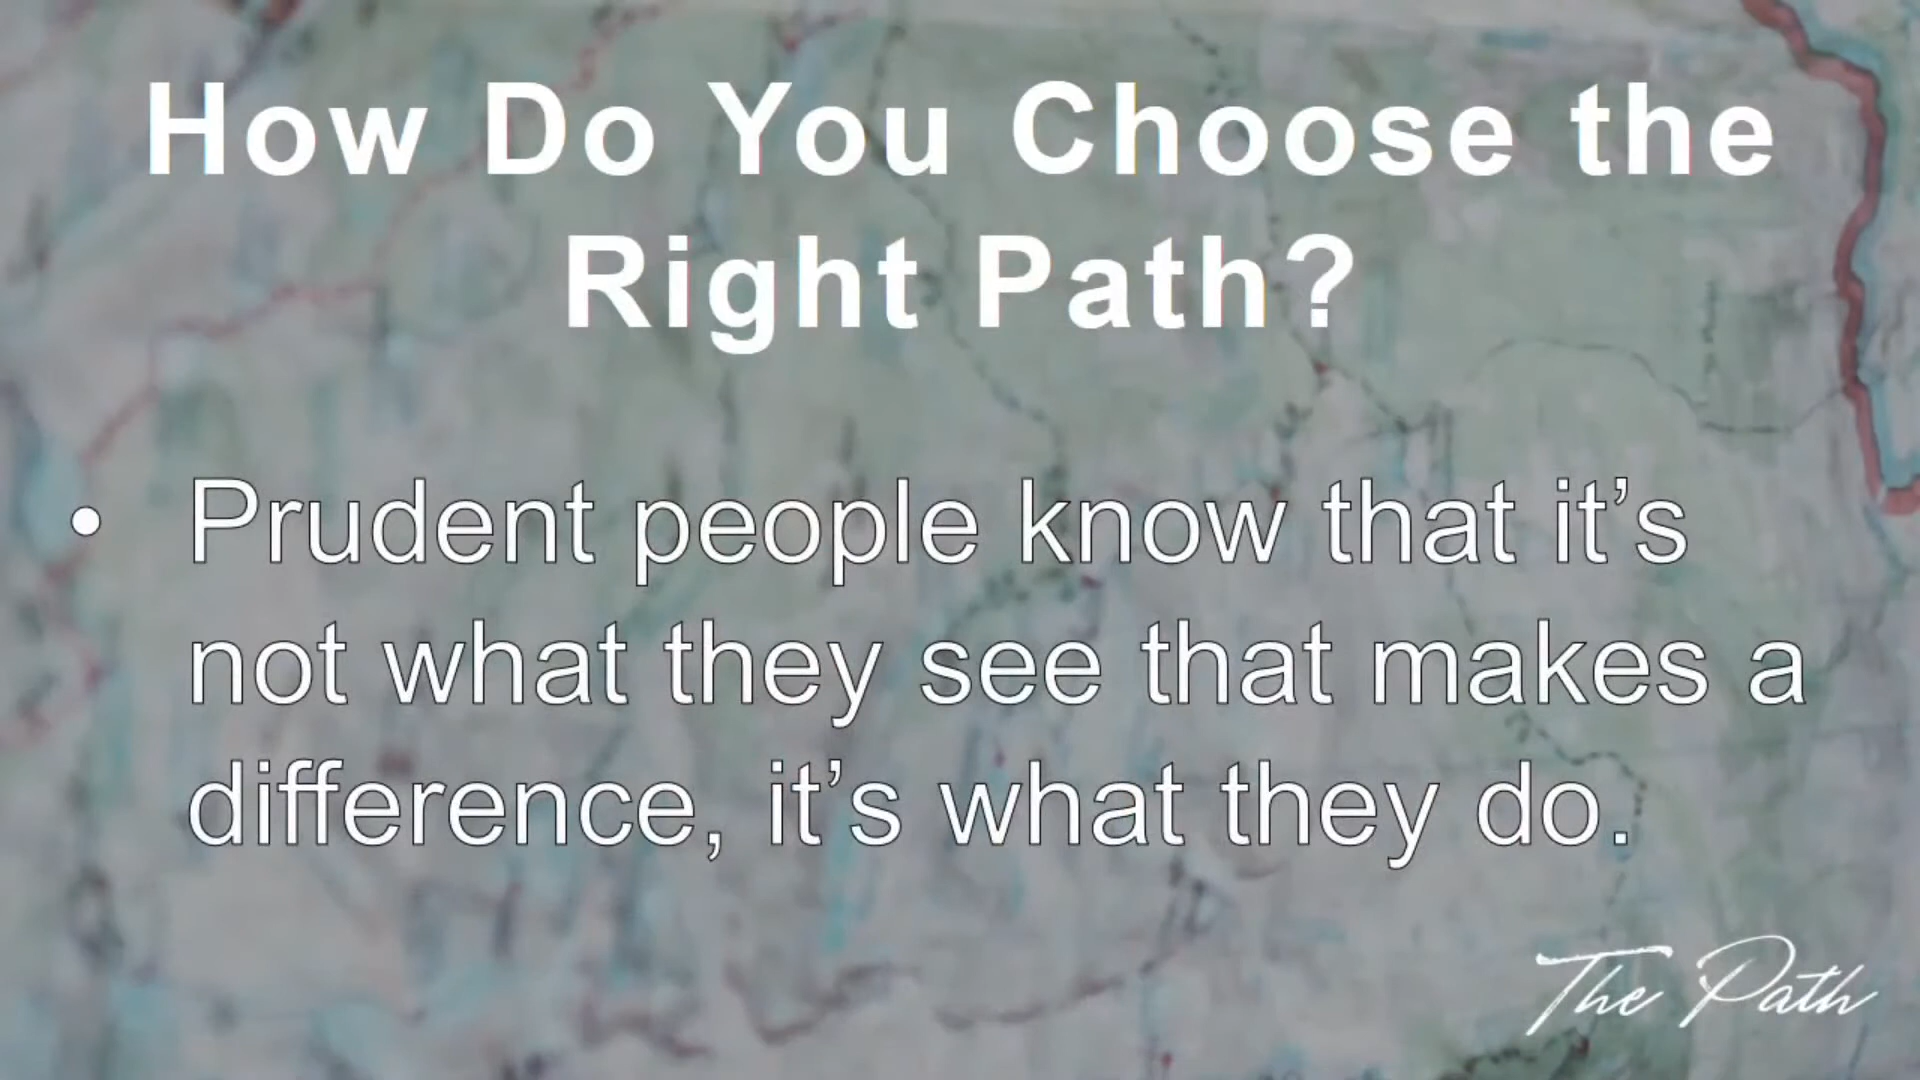 How Do You Choose the
Right Path?
• Prudent people know that it’s
not what they see that makes a
difference, it’s what they do.
The Path